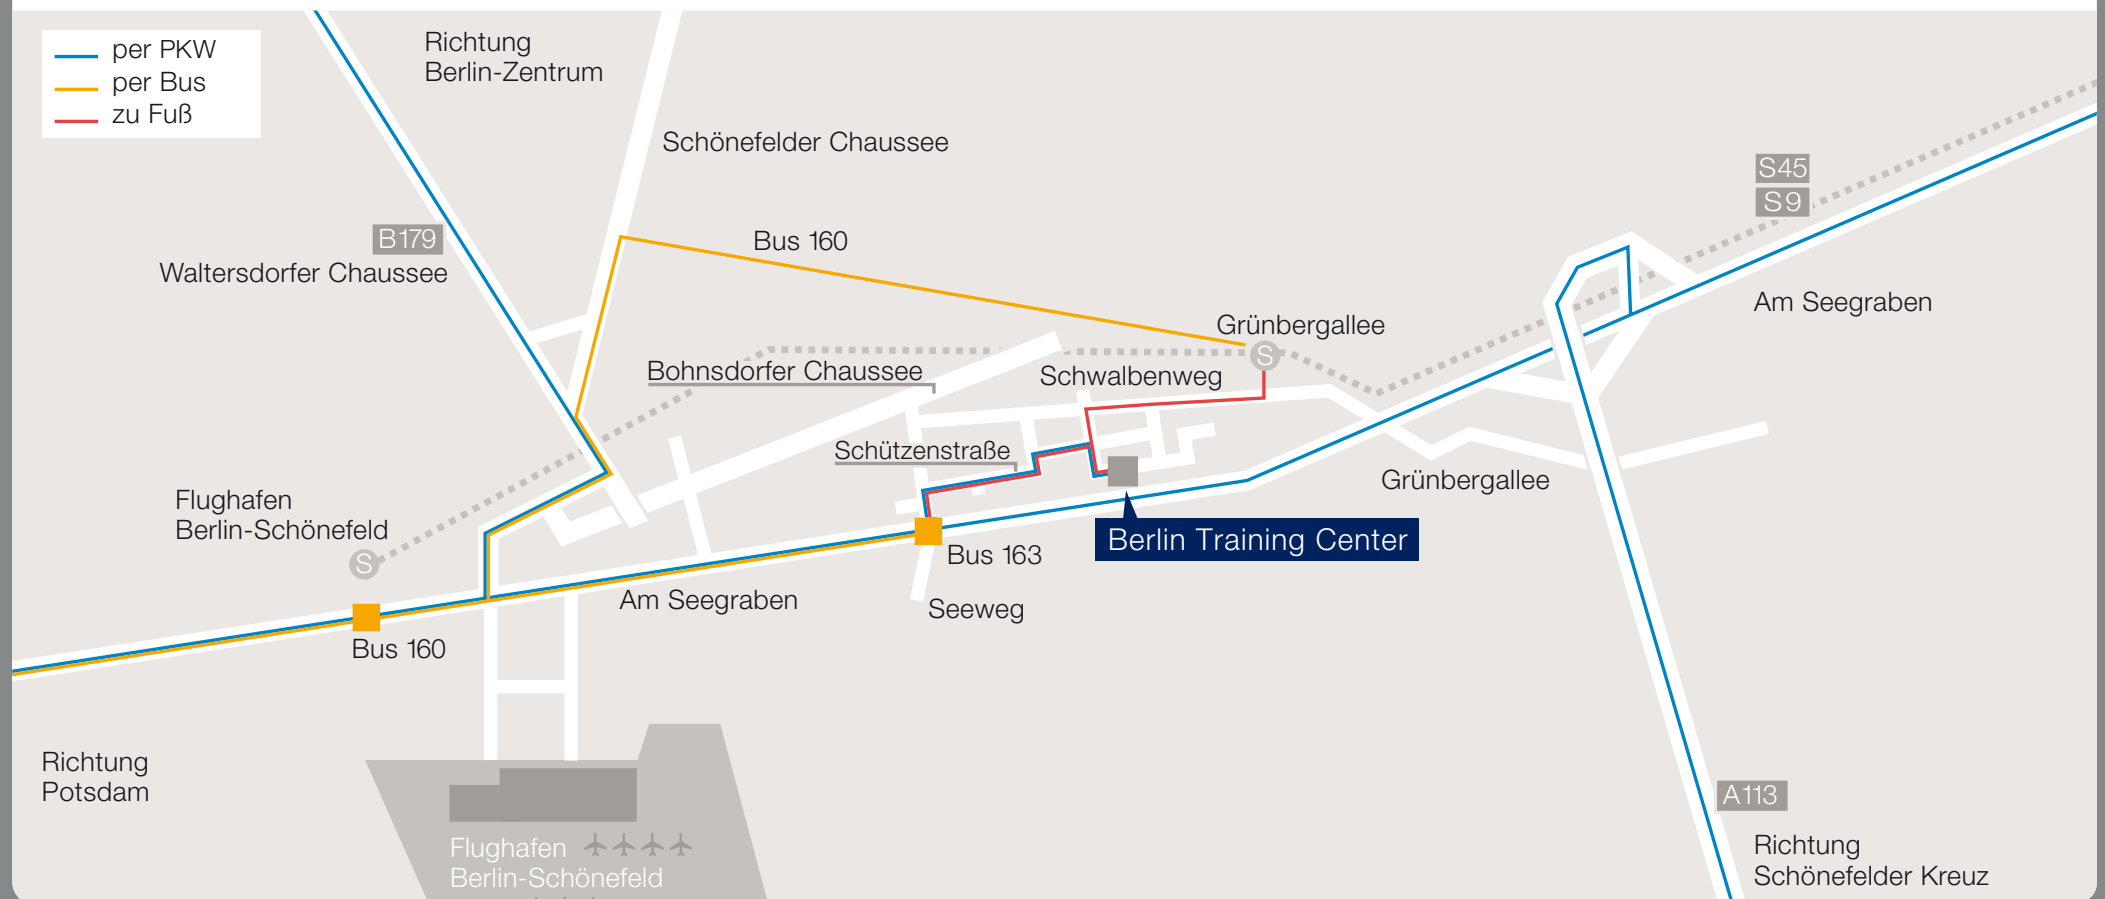 per PKW
per Bus
zu Fuß
Richtung
Berlin-Zentrum
Schönefelder Chaussee
S45
S9
B179
Bus 160
Waltersdorfer Chaussee
Am Seegraben
Grünbergallee
S
Bohnsdorfer Chaussee
Schwalbenweg
Schützenstraße
Grünbergallee
Flughafen
Berlin-Schönefeld
S
Berlin Training Center
Bus 163
Am Seegraben
Seeweg
Bus 160
Richtung
Potsdam
A113
Flughafen
Berlin-Schönefeld
Richtung
Schönefelder Kreuz